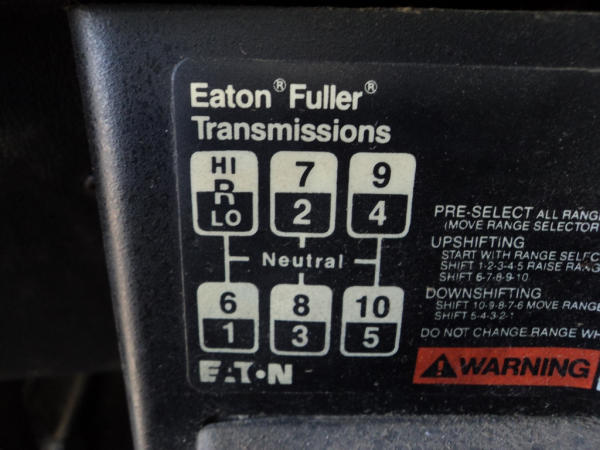 Eaton® Fuller®
Transmissions
HI 7 9
R
LO 2 4
Neutral
6 8 10
1 3 5
EATON
PRE-SELECT ALL RANGE
(MOVE RANGE SELECTOR
UPSHIFTING
START WITH RANGE SELEC
SHIFT 1-2-3-4-5 RAISE RANG
SHIFT 6-7-8-9-10
DOWNSHIFTING
SHIFT 10-9-8-7-6 MOVE RANGE
SHIFT 5-4-3-2-1
DO NOT CHANGE RANGE WH
WARNING